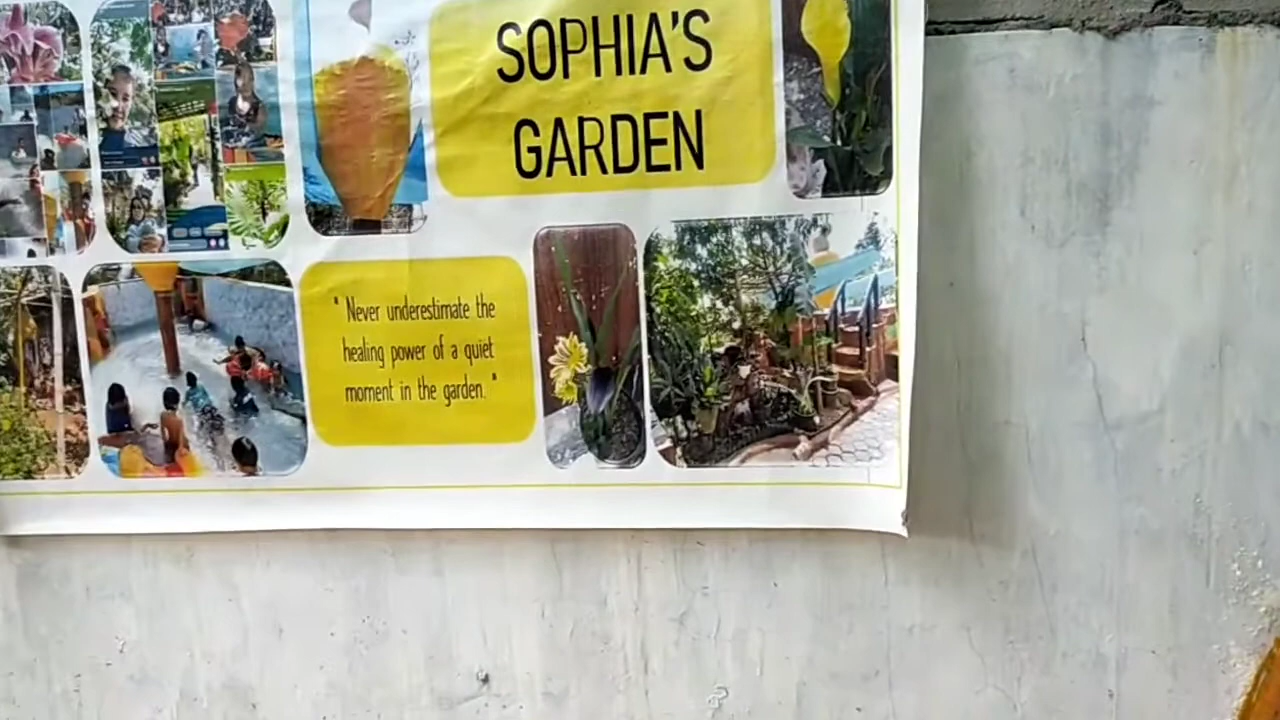 SOPHIA'S
GARDEN
" Never underestimate the
healing power of a quiet
moment in the garden. "